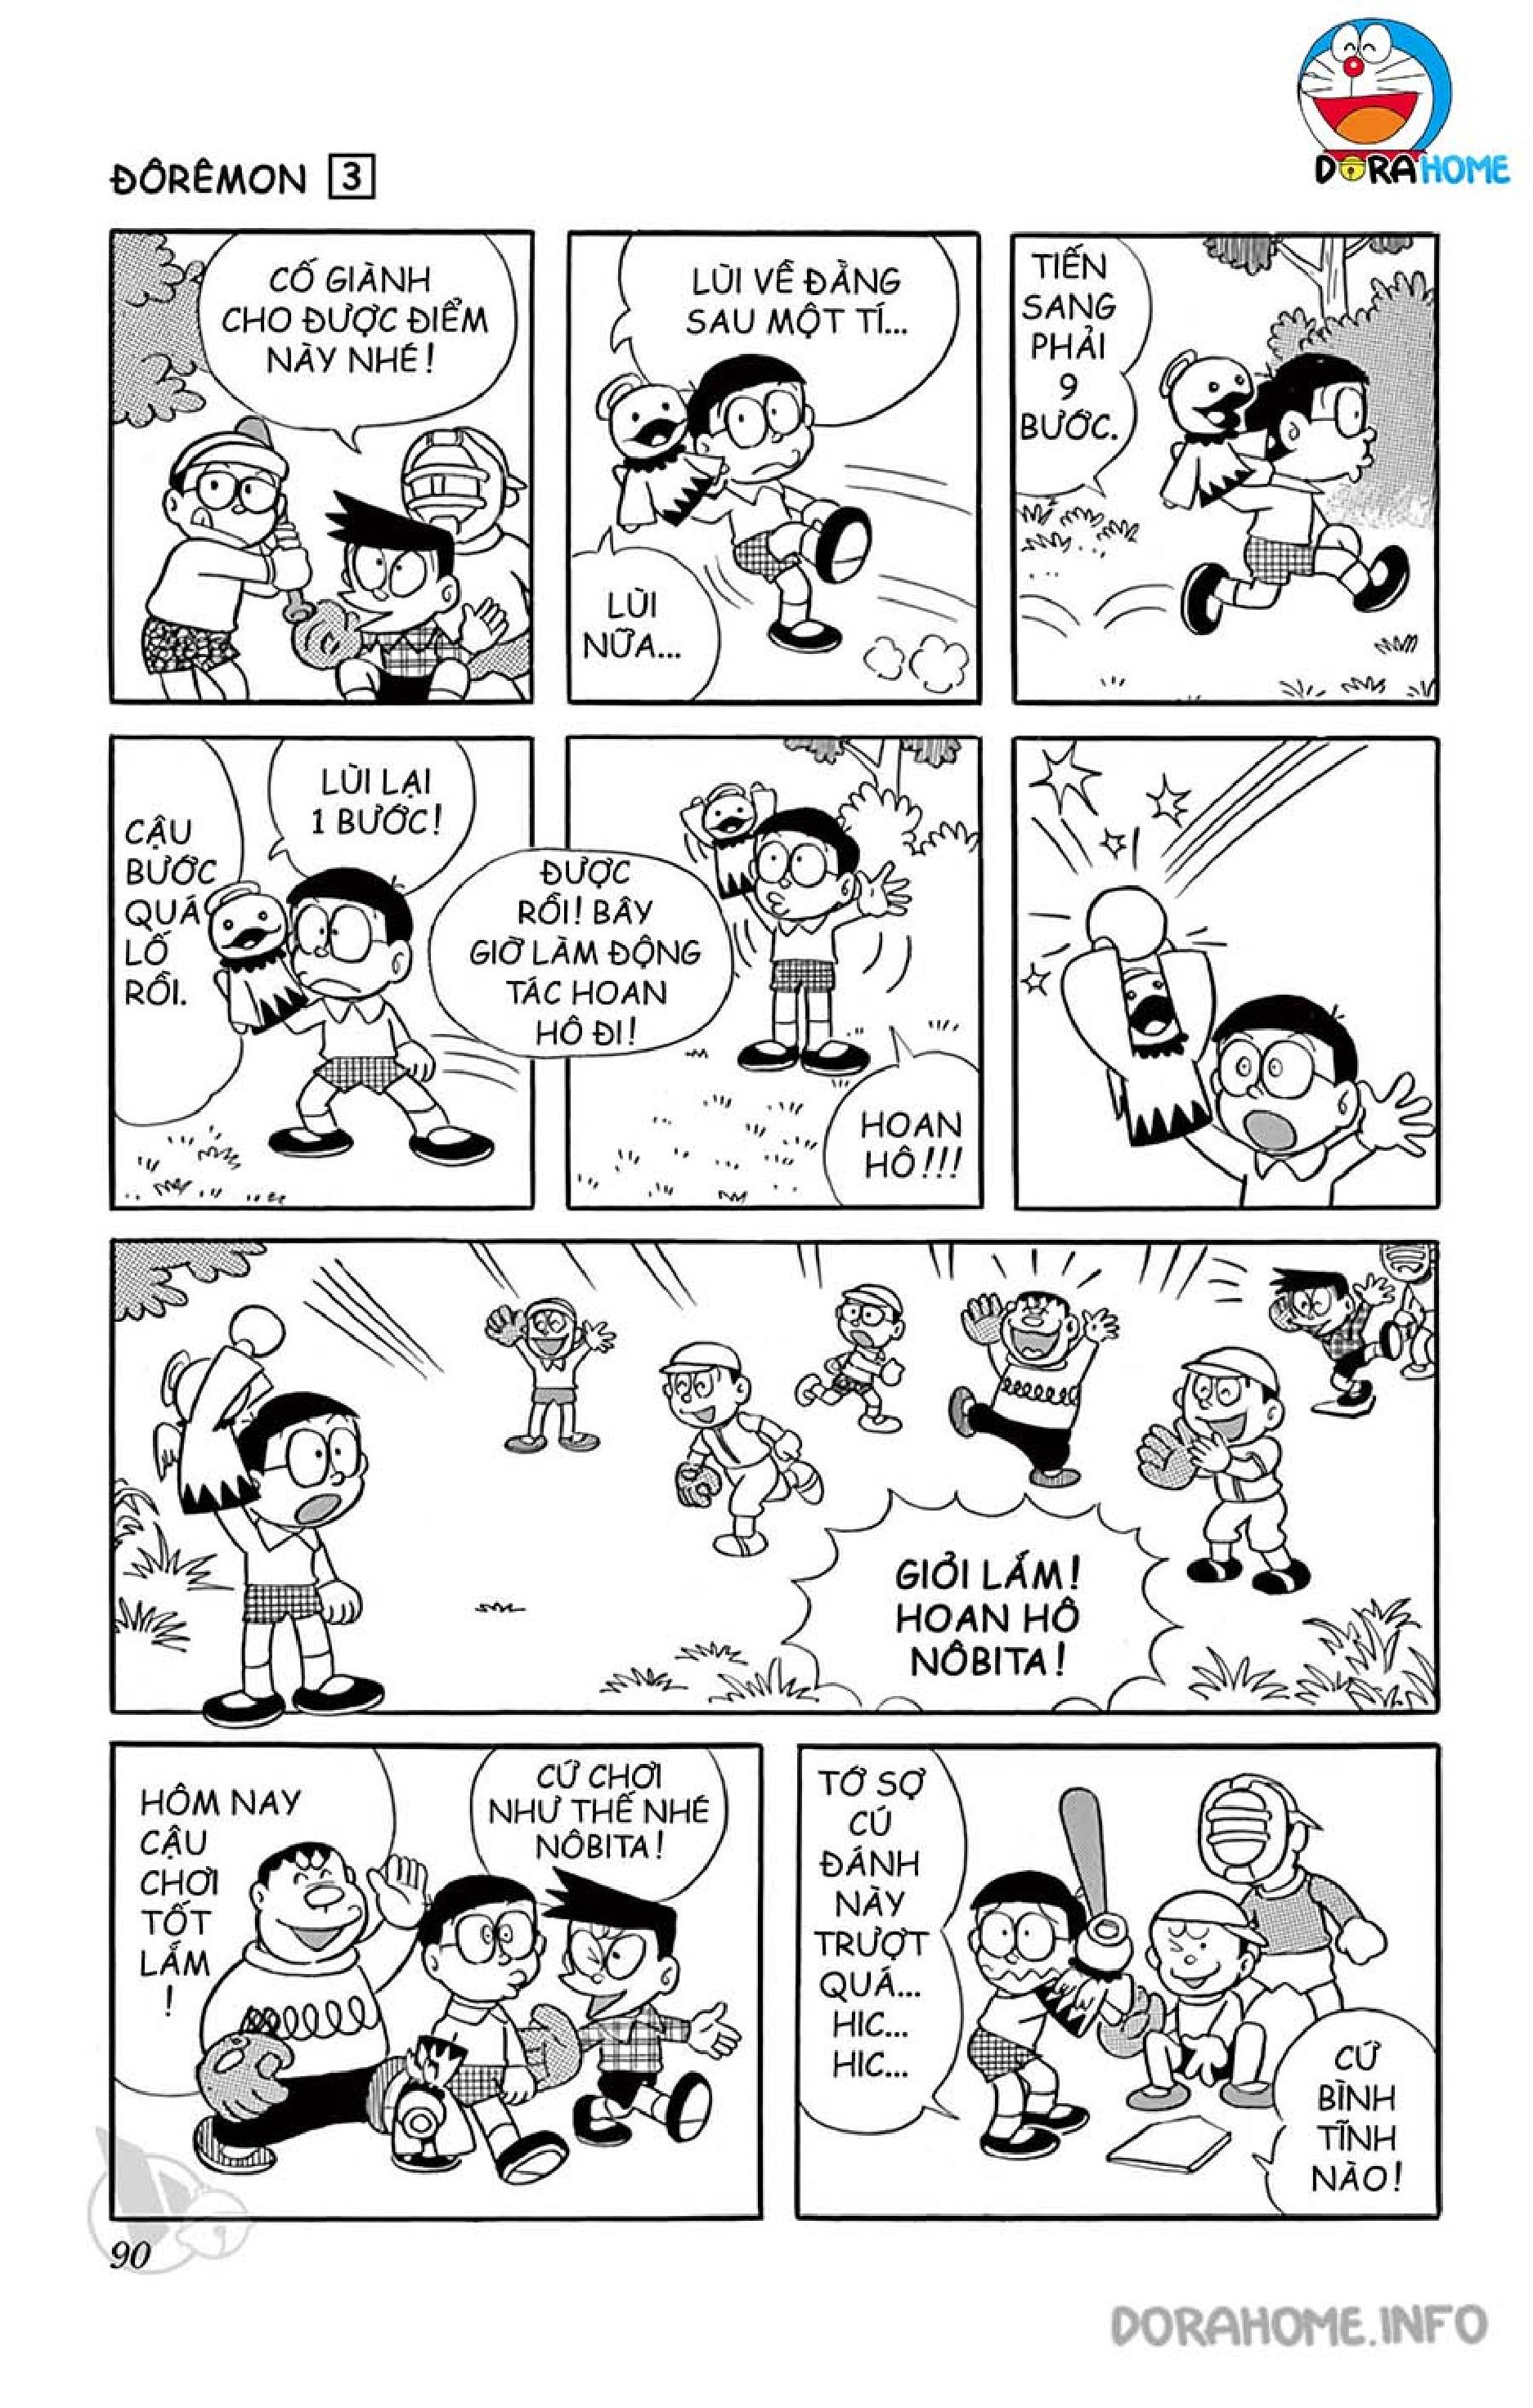 DORAHOME
ĐÔRÊMON 3
CỐ GIÀNH
CHO ĐƯỢC ĐIỂM
NÀY NHÉ!
LÙI VỀ ĐẰNG
SAU MỘT TÍ...
LÙI
NỮA...
TIẾN
SANG
PHẢI
9
BƯỚC.
LÙI LẠI
1 BƯỚC!
CẬU
BƯỚC
QUÁ
LỐ
RỒI.
ĐƯỢC
RỒI! BÂY
GIỜ LÀM ĐỘNG
TÁC HOAN
HÔ ĐI!
HOAN
HÔ!!!
GIỎI LẮM!
HOAN HÔ
NÔBITA!
HÔM NAY
CẬU
CHƠI
TỐT
LẮM
!
CỨ CHƠI
NHƯ THẾ NHÉ
NÔBITA!
TỚ SỢ
CÚ
ĐÁNH
NÀY
TRƯỢT
QUÁ...
HIC...
HIC...
CỨ
BÌNH
TĨNH
NÀO!
90
DORAHOME.INFO